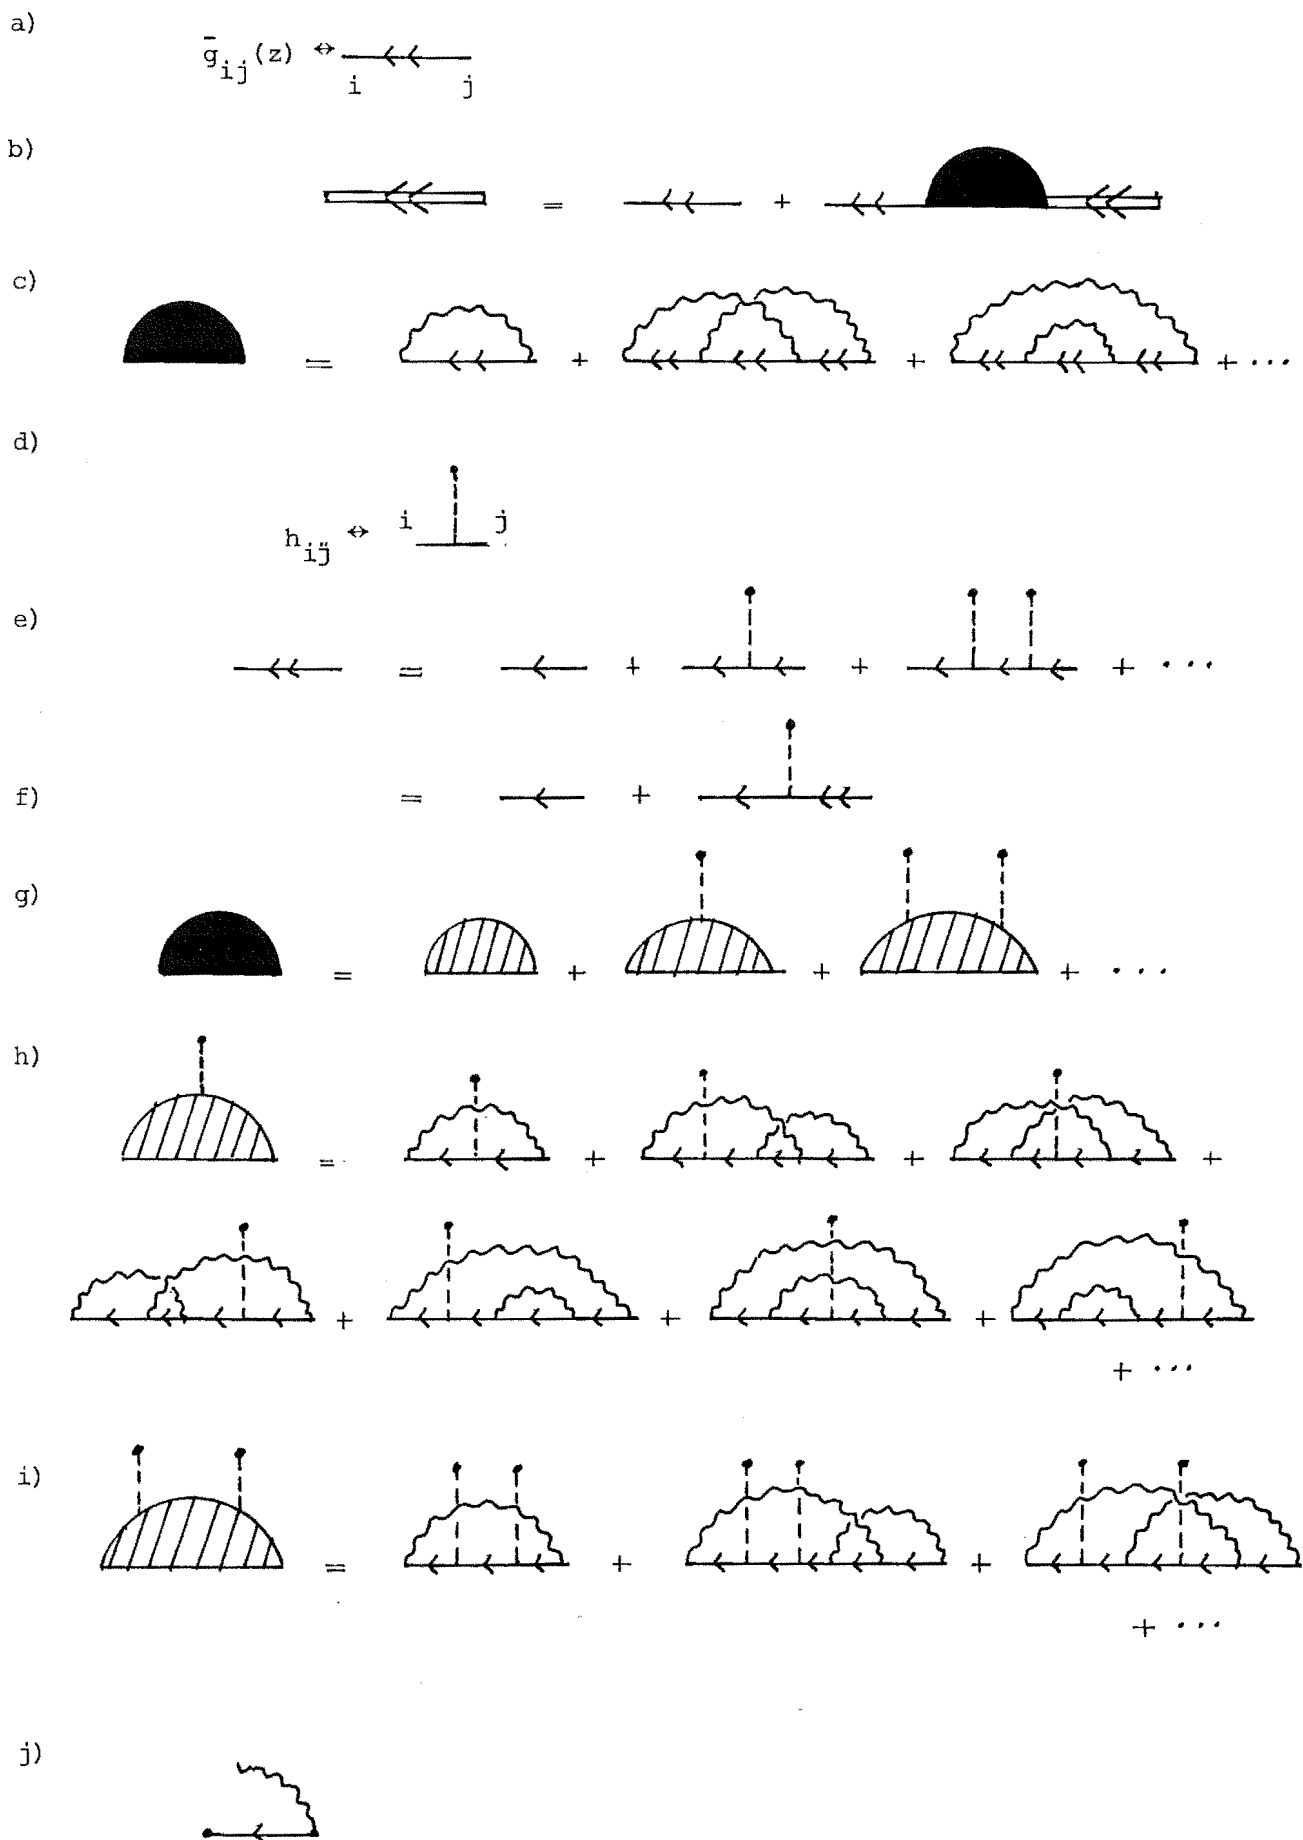 a)
ḡ_ij(z) ↔
i j
b)
= +
c)
= + + + ...
d)
h_ij ↔ i j
e)
= + + + ...
f)
= +
g)
= + + + ...
h)
= + + +
+ + +
+ ...
i)
= + +
+ ...
j)